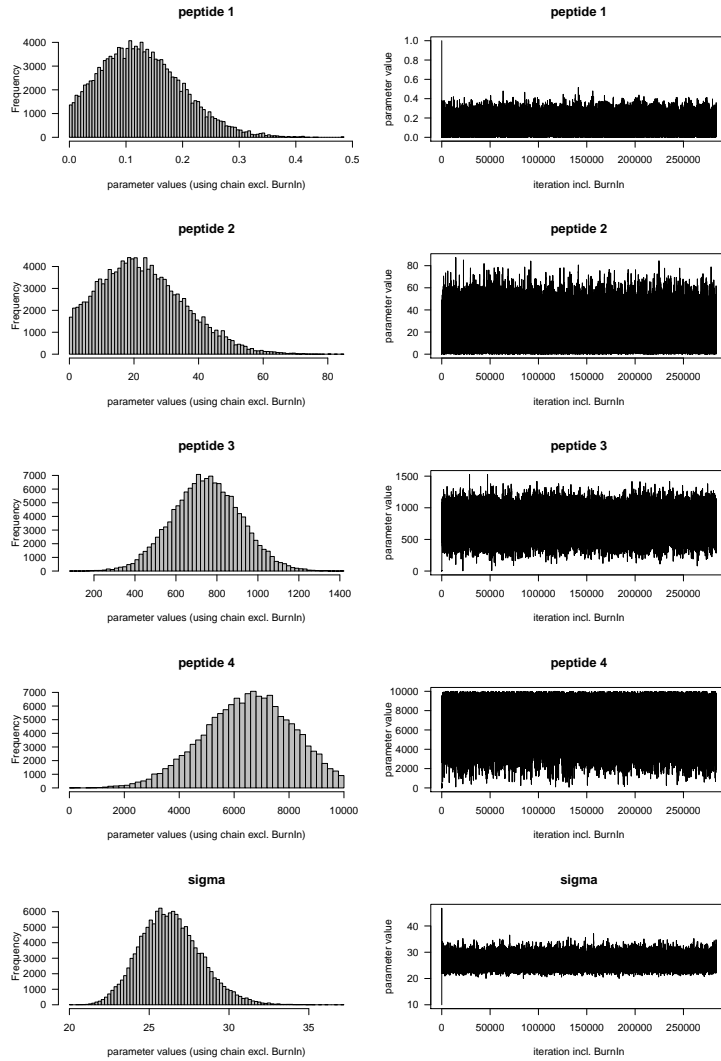 peptide 1
Frequency
4000
3000
2000
1000
0
0.0 0.1 0.2 0.3 0.4 0.5
parameter values (using chain excl. BurnIn)
peptide 1
parameter value
1.0
0.8
0.6
0.4
0.2
0.0
0 50000 100000 150000 200000 250000
iteration incl. BurnIn
peptide 2
Frequency
4000
3000
2000
1000
0
0 20 40 60 80
parameter values (using chain excl. BurnIn)
peptide 2
parameter value
80
60
40
20
0
0 50000 100000 150000 200000 250000
iteration incl. BurnIn
peptide 3
Frequency
7000
6000
5000
4000
3000
2000
1000
0
200 400 600 800 1000 1200 1400
parameter values (using chain excl. BurnIn)
peptide 3
parameter value
1500
1000
500
0
0 50000 100000 150000 200000 250000
iteration incl. BurnIn
peptide 4
Frequency
7000
6000
5000
4000
3000
2000
1000
0
0 2000 4000 6000 8000 10000
parameter values (using chain excl. BurnIn)
peptide 4
parameter value
10000
8000
6000
4000
2000
0
0 50000 100000 150000 200000 250000
iteration incl. BurnIn
sigma
Frequency
6000
5000
4000
3000
2000
1000
0
20 25 30 35
parameter values (using chain excl. BurnIn)
sigma
parameter value
40
30
20
10
0 50000 100000 150000 200000 250000
iteration incl. BurnIn